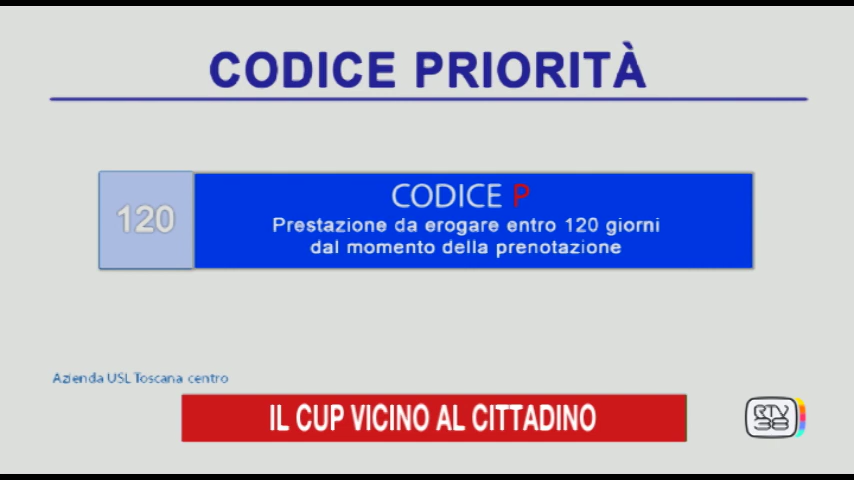 CODICE PRIORITÀ
120
CODICE P
Prestazione da erogare entro 120 giorni
dal momento della prenotazione
Azienda USL Toscana centro
IL CUP VICINO AL CITTADINO
RTV
38